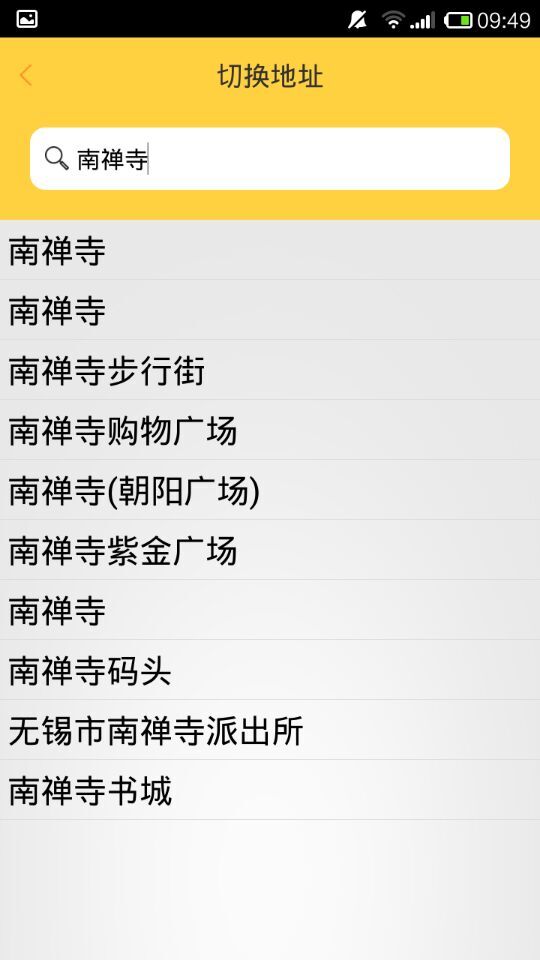 09:49
切换地址
南禅寺
南禅寺
南禅寺
南禅寺步行街
南禅寺购物广场
南禅寺(朝阳广场)
南禅寺紫金广场
南禅寺
南禅寺码头
无锡市南禅寺派出所
南禅寺书城